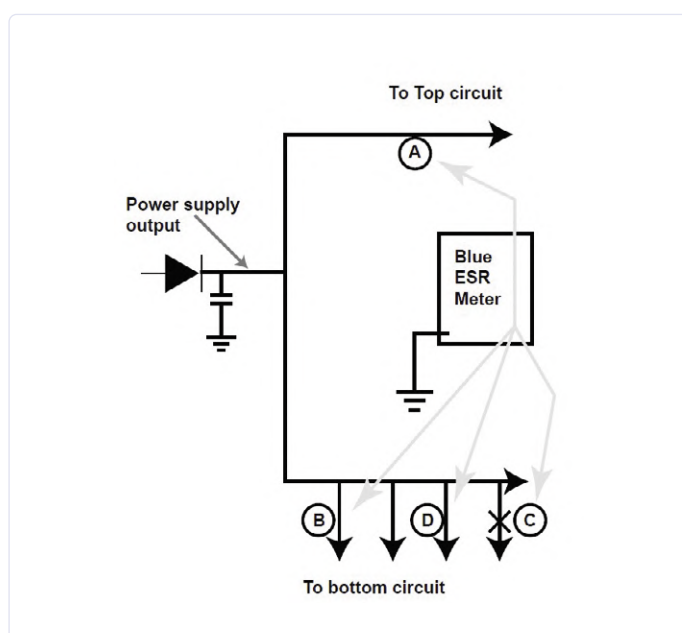 To Top circuit
A
Power supply
output
Blue
ESR
Meter
B
D
C
To bottom circuit